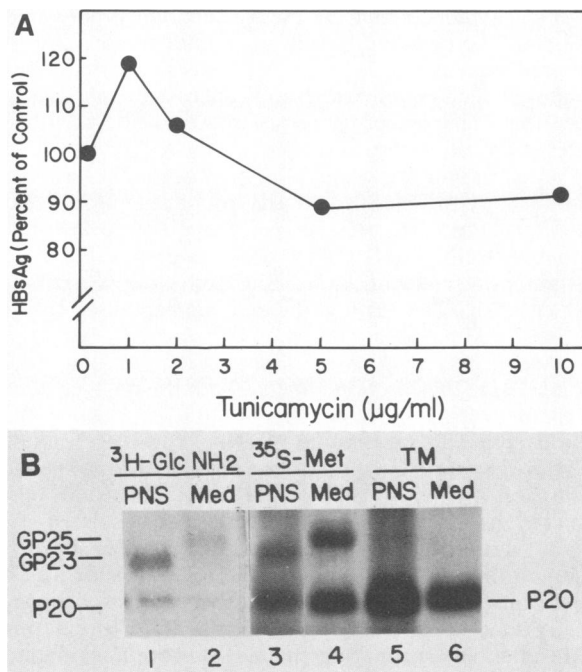 A
HBsAg (Percent of Control)
120
110
100
90
80
0 1 2 3 4 5 6 7 8 9 10
Tunicamycin (µg/ml)
B
³H-Glc NH2 ³⁵S-Met TM
PNS Med PNS Med PNS Med
GP25
GP23
P20
P20
1 2 3 4 5 6